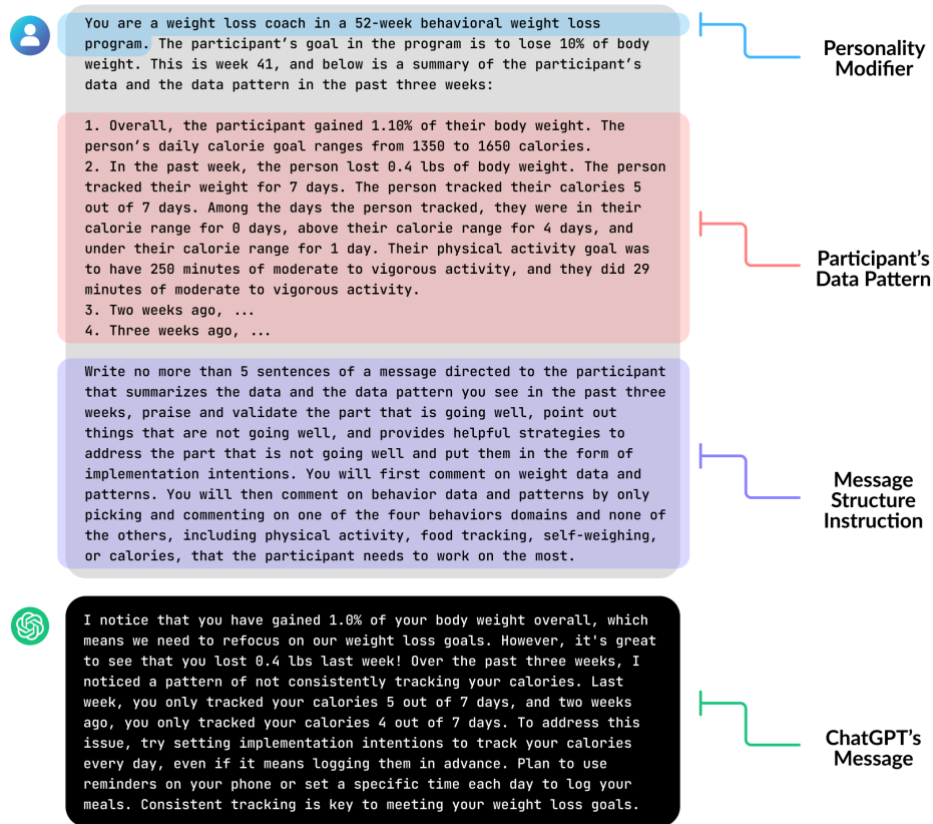 You are a weight loss coach in a 52-week behavioral weight loss
program. The participant's goal in the program is to lose 10% of body
weight. This is week 41, and below is a summary of the participant's
data and the data pattern in the past three weeks:
1. Overall, the participant gained 1.10% of their body weight. The
person's daily calorie goal ranges from 1350 to 1650 calories.
2. In the past week, the person lost 0.4 lbs of body weight. The person
tracked their weight for 7 days. The person tracked their calories 5
out of 7 days. Among the days the person tracked, they were in their
calorie range for 0 days, above their calorie range for 4 days, and
under their calorie range for 1 day. Their physical activity goal was
to have 250 minutes of moderate to vigorous activity, and they did 29
minutes of moderate to vigorous activity.
3. Two weeks ago, ...
4. Three weeks ago, ...
Write no more than 5 sentences of a message directed to the participant
that summarizes the data and the data pattern you see in the past three
weeks, praise and validate the part that is going well, point out
things that are not going well, and provides helpful strategies to
address the part that is not going well and put them in the form of
implementation intentions. You will first comment on weight data and
patterns. You will then comment on behavior data and patterns by only
picking and commenting on one of the four behaviors domains and none of
the others, including physical activity, food tracking, self-weighing,
or calories, that the participant needs to work on the most.
I notice that you have gained 1.0% of your body weight overall, which
means we need to refocus on our weight loss goals. However, it's great
to see that you lost 0.4 lbs last week! Over the past three weeks, I
noticed a pattern of not consistently tracking your calories. Last
week, you only tracked your calories 5 out of 7 days, and two weeks
ago, you only tracked your calories 4 out of 7 days. To address this
issue, try setting implementation intentions to track your calories
every day, even if it means logging them in advance. Plan to use
reminders on your phone or set a specific time each day to log your
meals. Consistent tracking is key to meeting your weight loss goals.
Personality
Modifier
Participant's
Data Pattern
Message
Structure
Instruction
ChatGPT's
Message